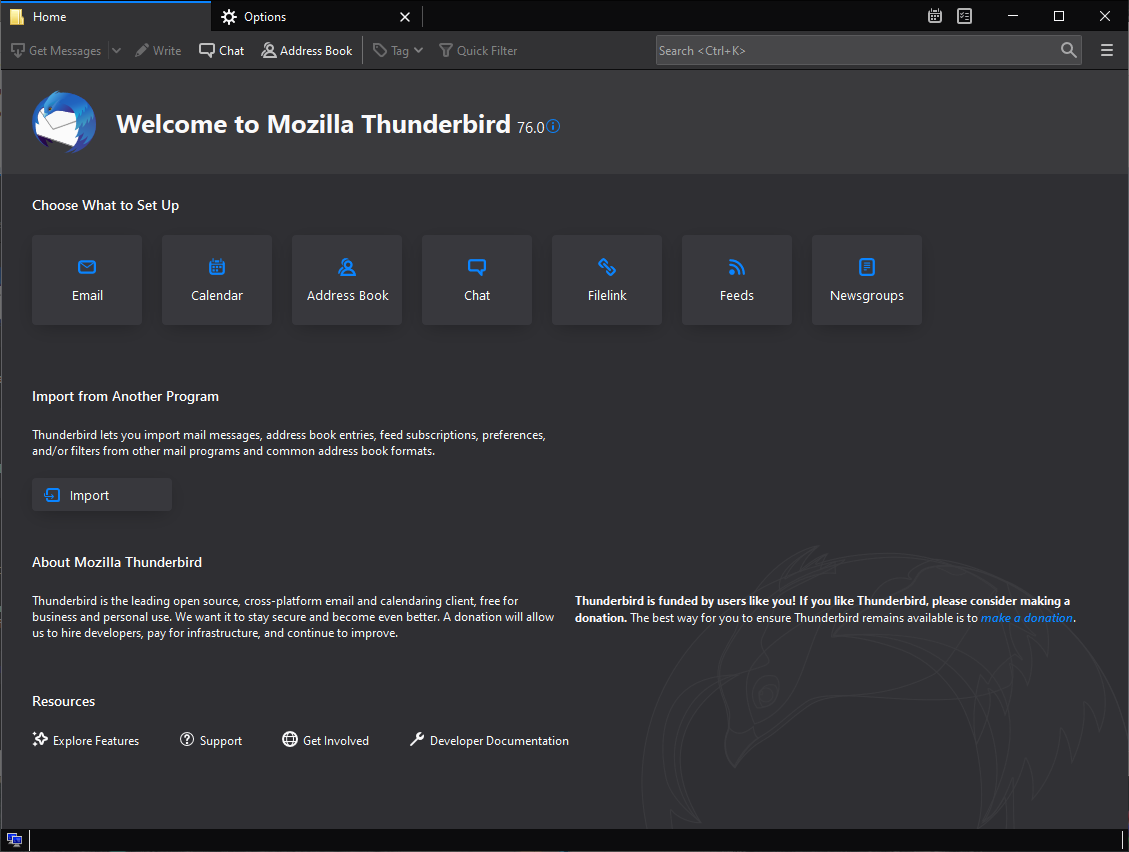 Home
Options
Get Messages
Write
Chat
Address Book
Tag
Quick Filter
Search <Ctrl+K>
Welcome to Mozilla Thunderbird 76.0
Choose What to Set Up
Email
Calendar
Address Book
Chat
Filelink
Feeds
Newsgroups
Import from Another Program
Thunderbird lets you import mail messages, address book entries, feed subscriptions, preferences,
and/or filters from other mail programs and common address book formats.
Import
About Mozilla Thunderbird
Thunderbird is the leading open source, cross-platform email and calendaring client, free for
business and personal use. We want it to stay secure and become even better. A donation will allow
us to hire developers, pay for infrastructure, and continue to improve.
Thunderbird is funded by users like you! If you like Thunderbird, please consider making a
donation. The best way for you to ensure Thunderbird remains available is to make a donation.
Resources
Explore Features
Support
Get Involved
Developer Documentation